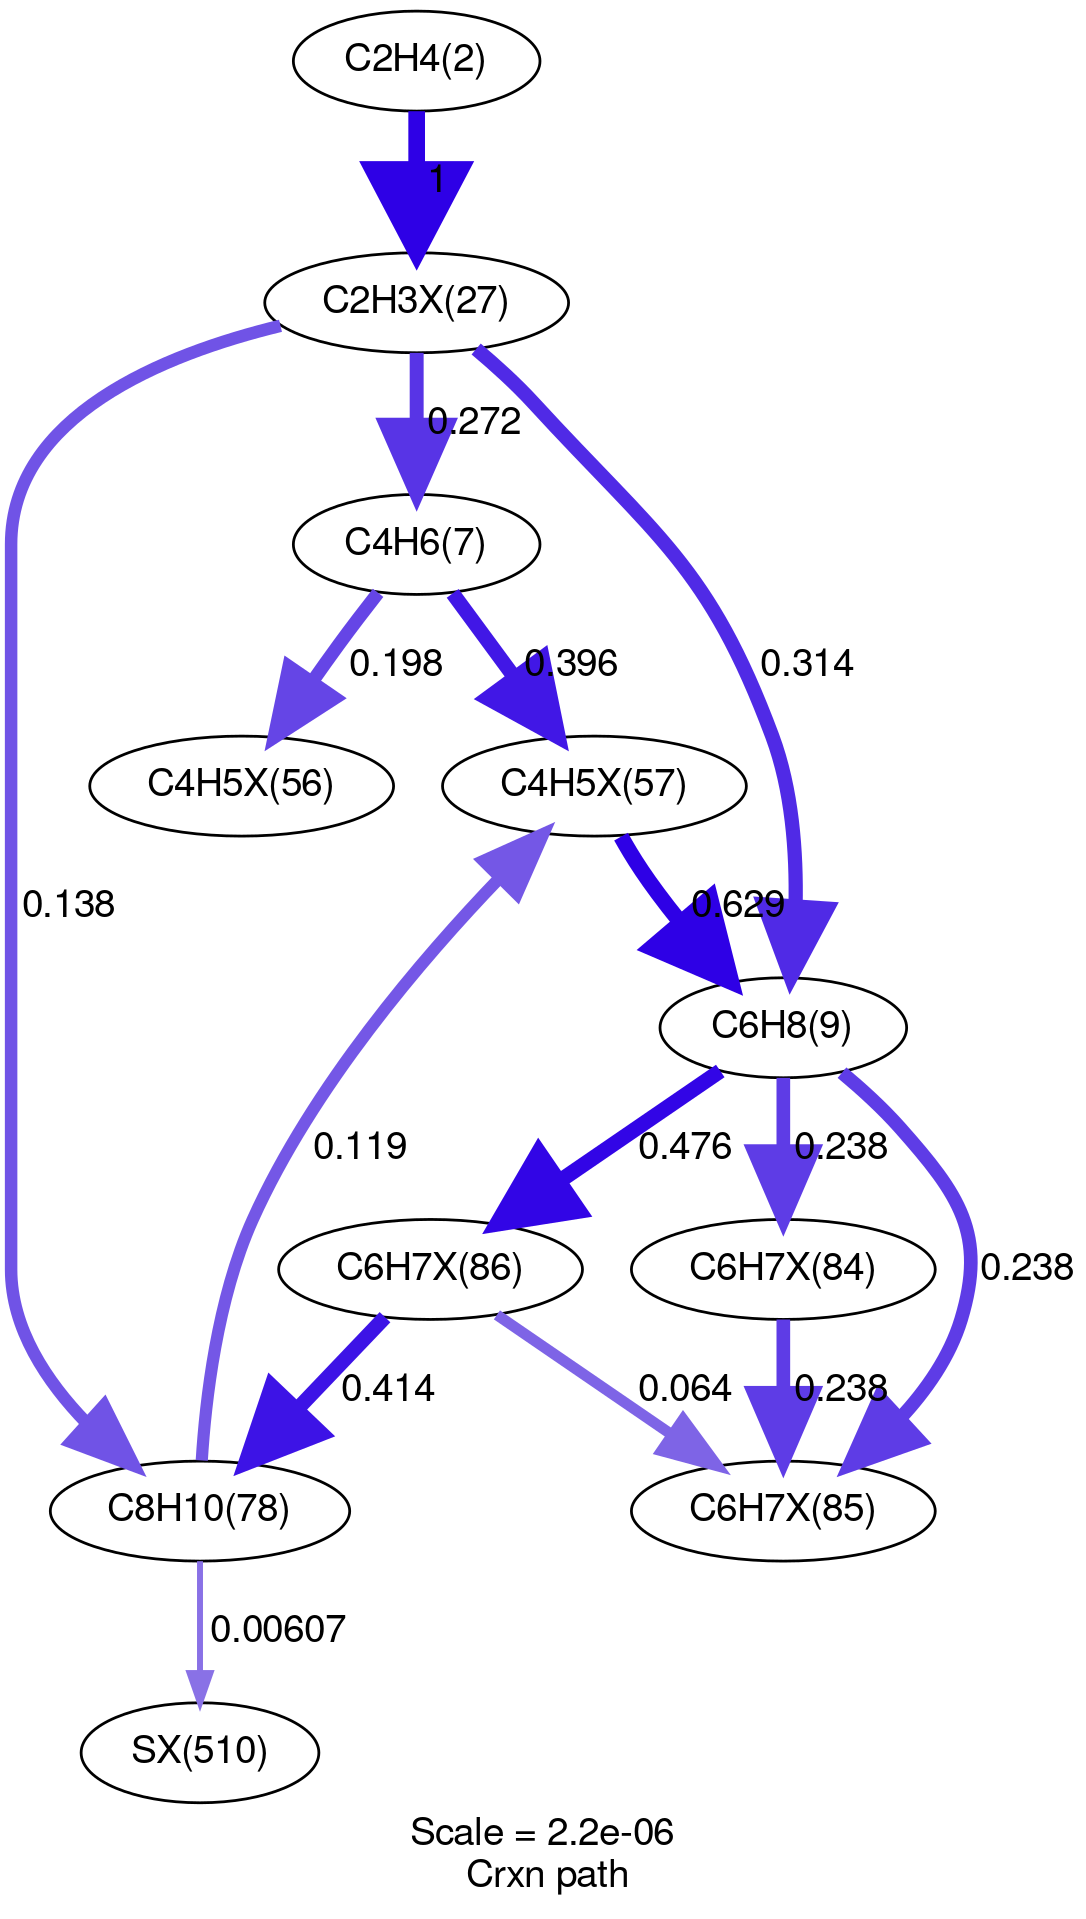 C2H4(2)
1
C2H3X(27)
0.272
C4H6(7)
0.198
0.396
0.314
C4H5X(56)
C4H5X(57)
0.138
0.629
C6H8(9)
0.119
0.476
0.238
C6H7X(86)
C6H7X(84)
0.238
0.414
0.064
0.238
C8H10(78)
C6H7X(85)
0.00607
SX(510)
Scale = 2.2e-06
Crxn path